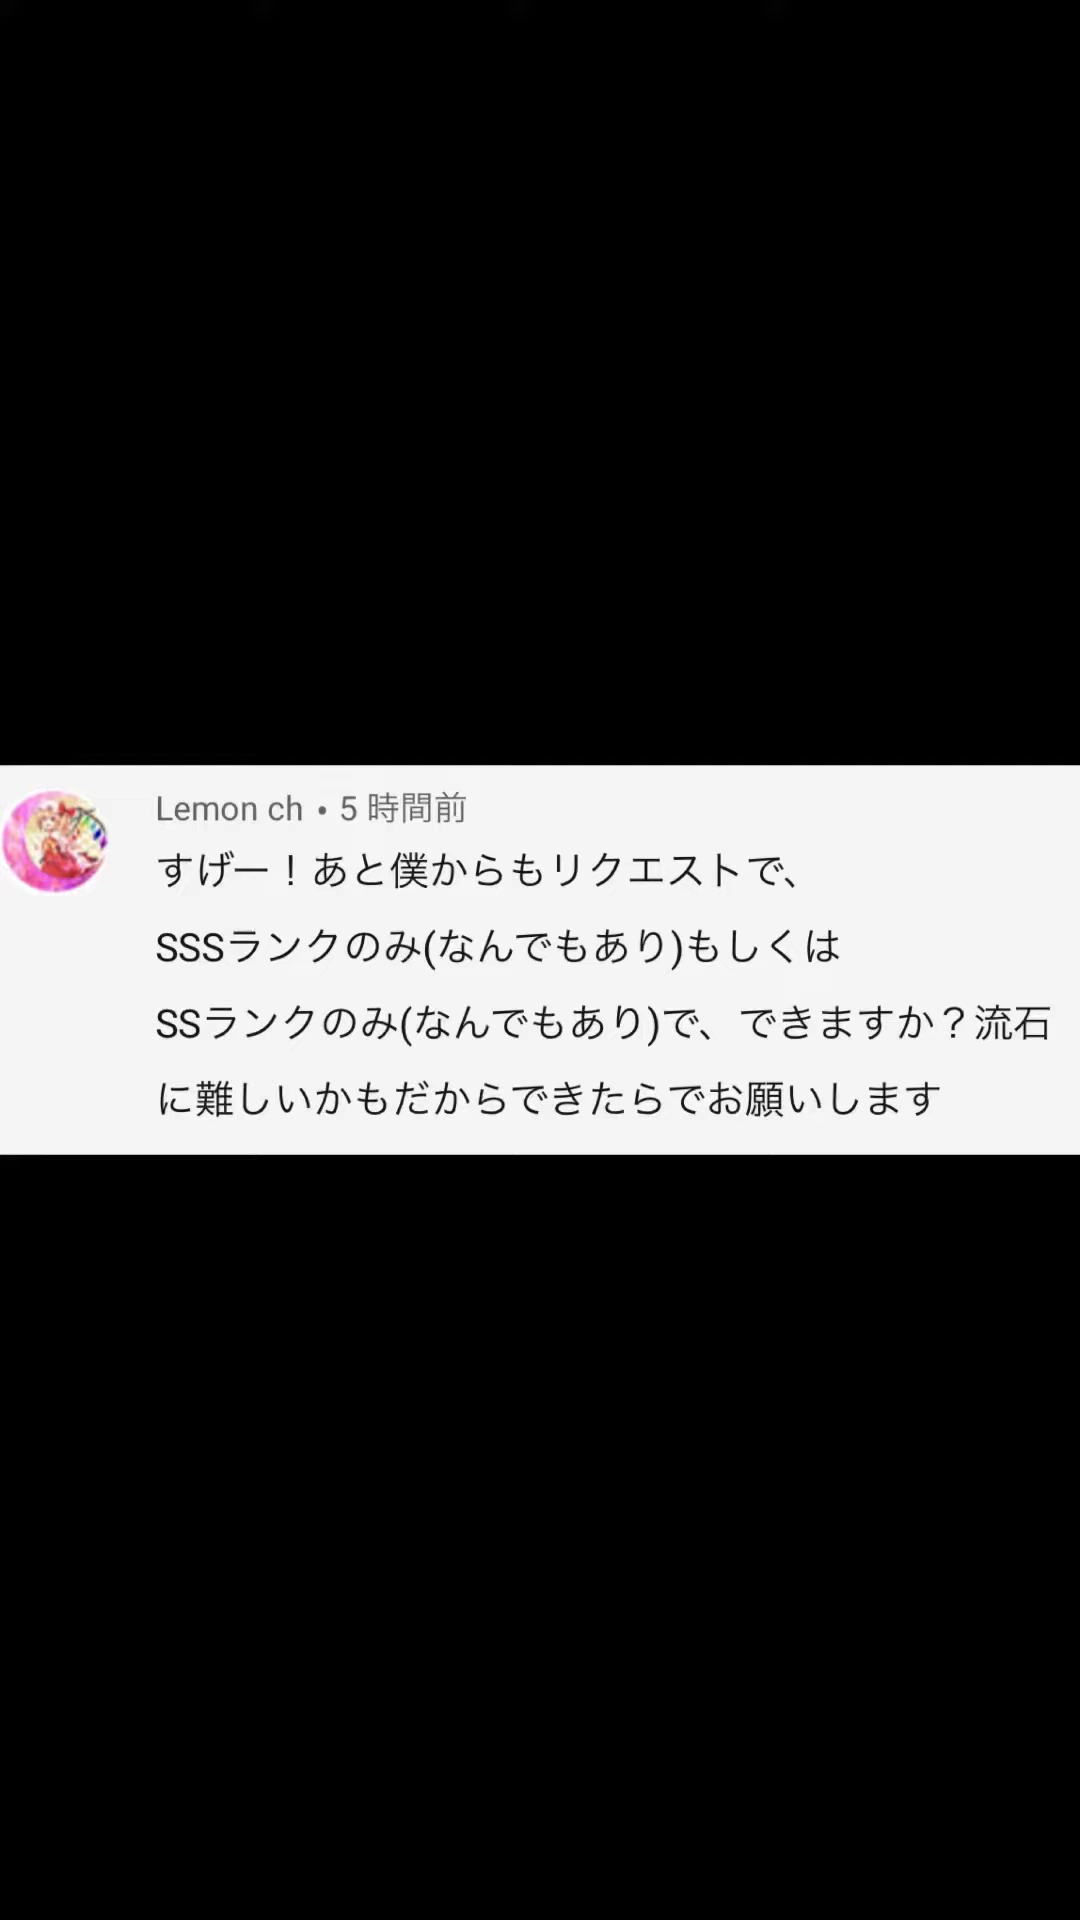 Lemon ch • 5 時間前
すげー！あと僕からもリクエストで、
SSSランクのみ(なんでもあり)もしくは
SSランクのみ(なんでもあり)で、できますか？流石
に難しいかもだからできたらでお願いします